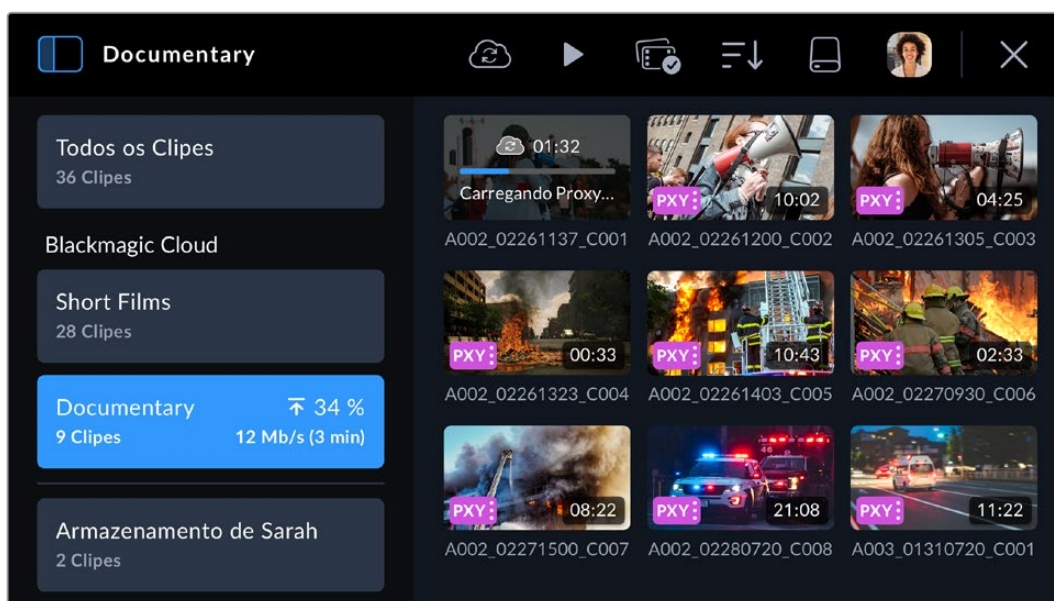 Documentary
Todos os Clipes
36 Clipes
Blackmagic Cloud
Short Films
28 Clipes
Documentary 34 %
9 Clipes 12 Mb/s (3 min)
Armazenamento de Sarah
2 Clipes
01:32
Carregando Proxy...
PXY 10:02
PXY 04:25
A002_02261137_C001 A002_02261200_C002 A002_02261305_C003
PXY 00:33
PXY 10:43
PXY 02:33
A002_02261323_C004 A002_02261403_C005 A002_02270930_C006
46
PXY 08:22
PXY 21:08
PXY 11:22
A002_02271500_C007 A002_02280720_C008 A003_01310720_C001